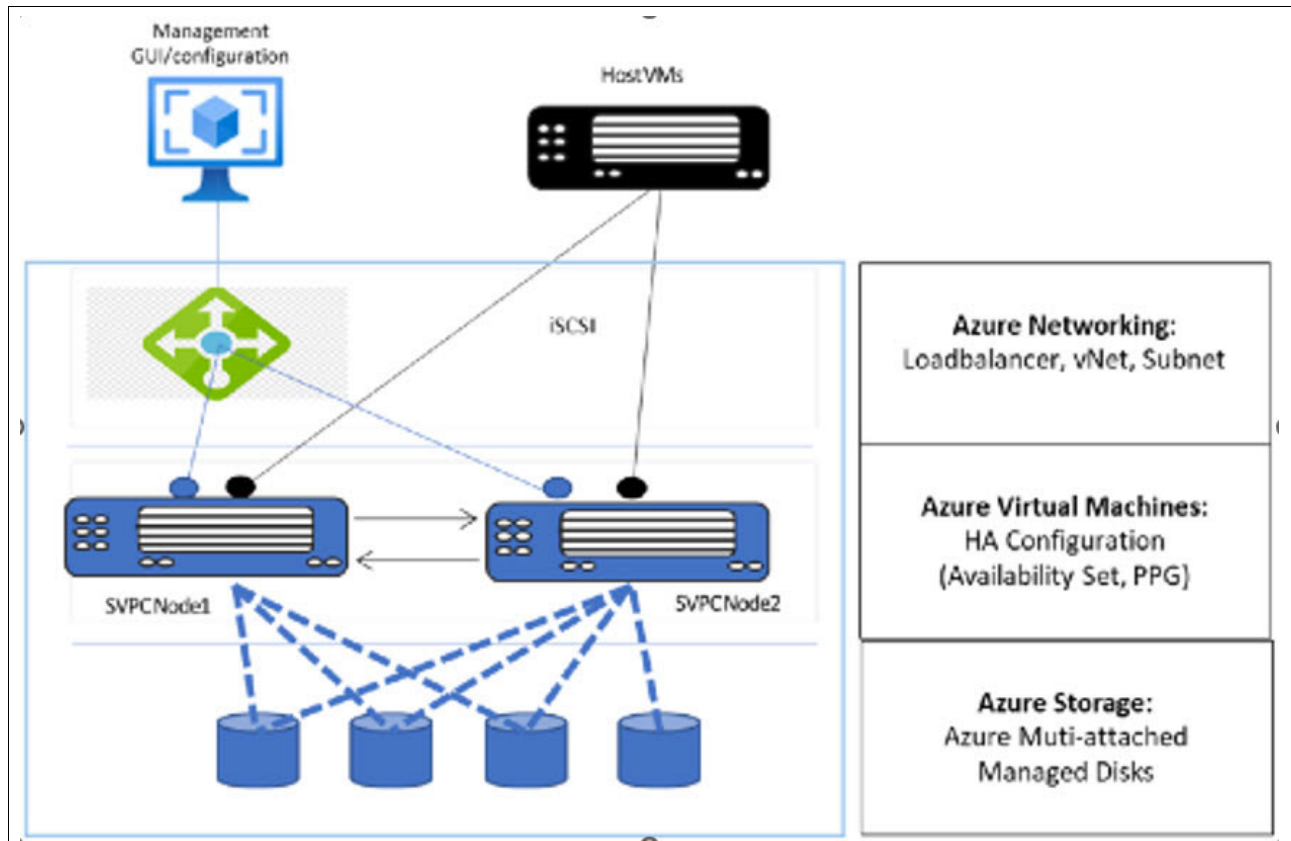 Management
GUI/configuration
HostVMs
iSCSI
Azure Networking:
Loadbalancer, vNet, Subnet
Azure Virtual Machines:
HA Configuration
(Availability Set, PPG)
SVPCNode1
SVPCNode2
Azure Storage:
Azure Muti-attached
Managed Disks